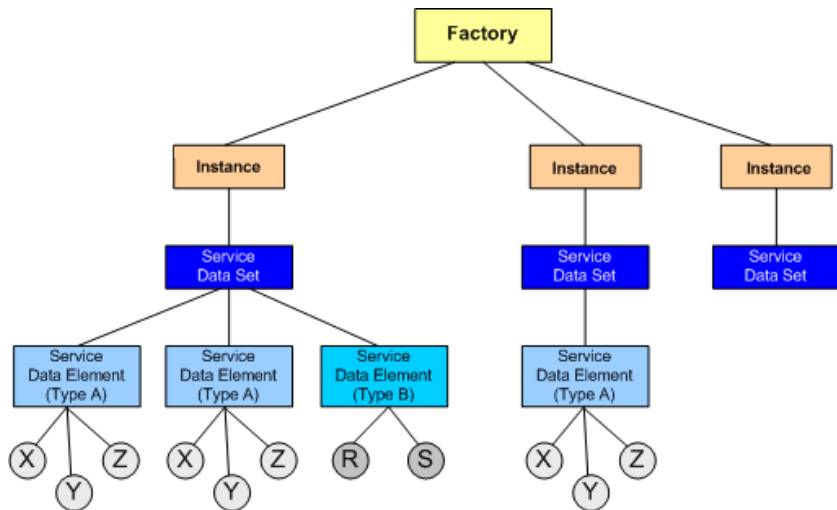 Factory
Instance
Instance
Instance
Service
Data Set
Service
Data Set
Service
Data Set
Service
Data Element
(Type A)
Service
Data Element
(Type A)
Service
Data Element
(Type B)
Service
Data Element
(Type A)
X
Y
Z
X
Y
Z
R
S
X
Y
Z